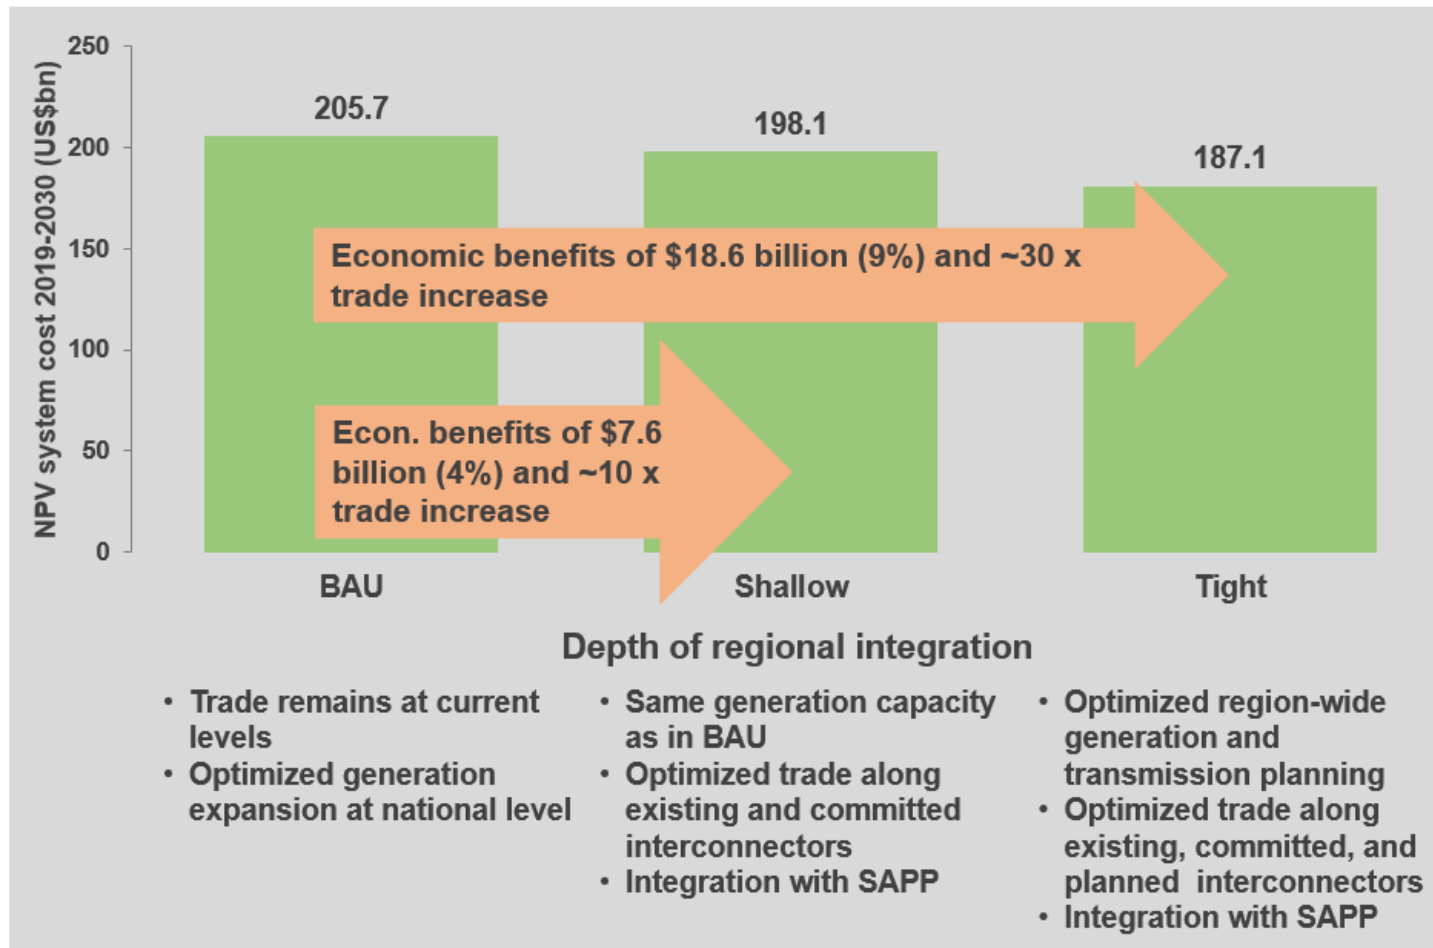 NPV system cost 2019-2030 (US$bn)
250
200
150
100
50
0
205.7
198.1
187.1
Economic benefits of $18.6 billion (9%) and ~30 x
trade increase
Econ. benefits of $7.6
billion (4%) and ~10 x
trade increase
BAU
Shallow
Tight
Depth of regional integration
• Trade remains at current
levels
• Optimized generation
expansion at national level
• Same generation capacity
as in BAU
• Optimized trade along
existing and committed
interconnectors
• Integration with SAPP
• Optimized region-wide
generation and
transmission planning
• Optimized trade along
existing, committed, and
planned interconnectors
• Integration with SAPP